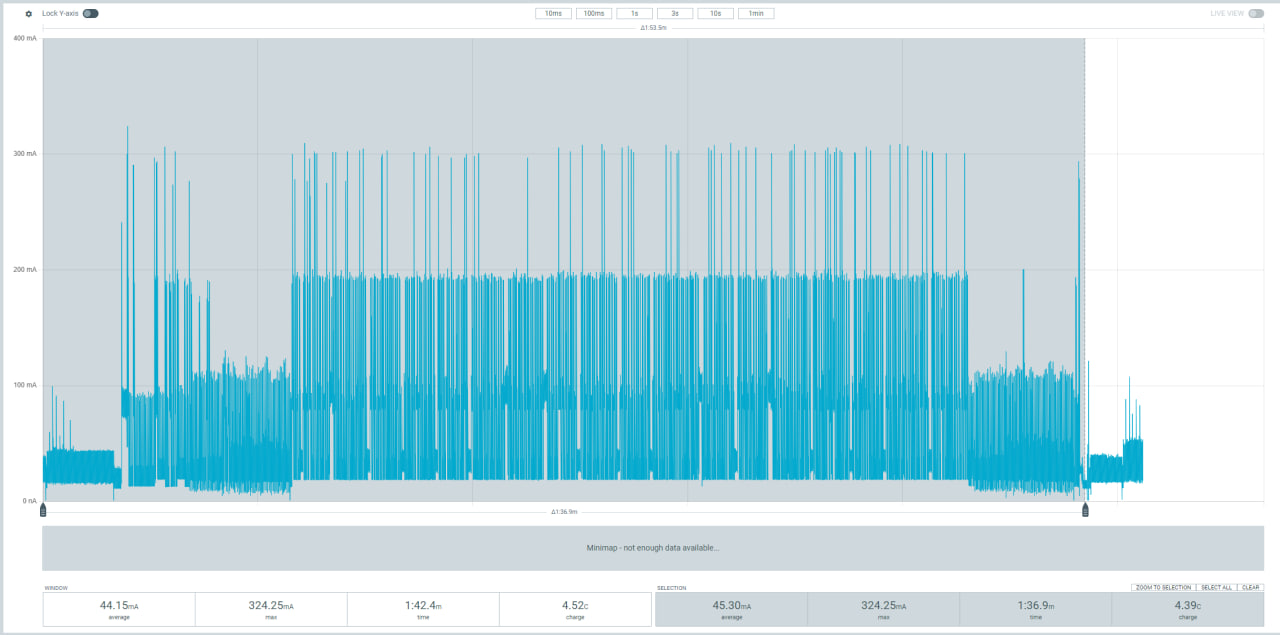 Lock Y-axis 10ms 100ms 1s 3s 10s 1min LIVE VIEW
Δ1:53.5m
400 mA
300 mA
200 mA
100 mA
0 nA
Δ1:36.9m
Minimap - not enough data available...
WINDOW SELECTION ZOOM TO SELECTION SELECT ALL CLEAR
44.15mA 324.25mA 1:42.4m 4.52c 45.30mA 324.25mA 1:36.9m 4.39c
average max time charge average max time charge